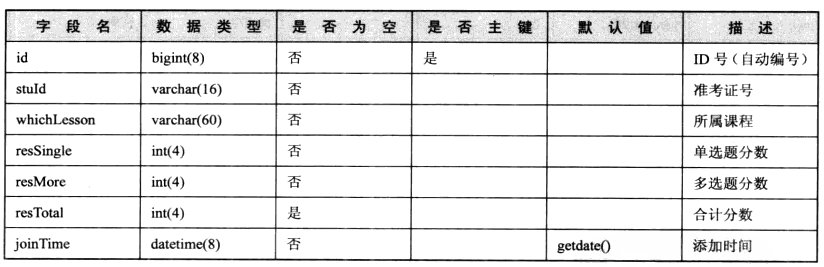 字段名 数据类型 是否为空 是否主键 默认值 描述
id bigint(8) 否 是 ID号(自动编号)
stuId varchar(16) 否 准考证号
whichLesson varchar(60) 否 所属课程
resSingle int(4) 否 单选题分数
resMore int(4) 否 多选题分数
resTotal int(4) 是 合计分数
joinTime datetime(8) 否 getdate() 添加时间